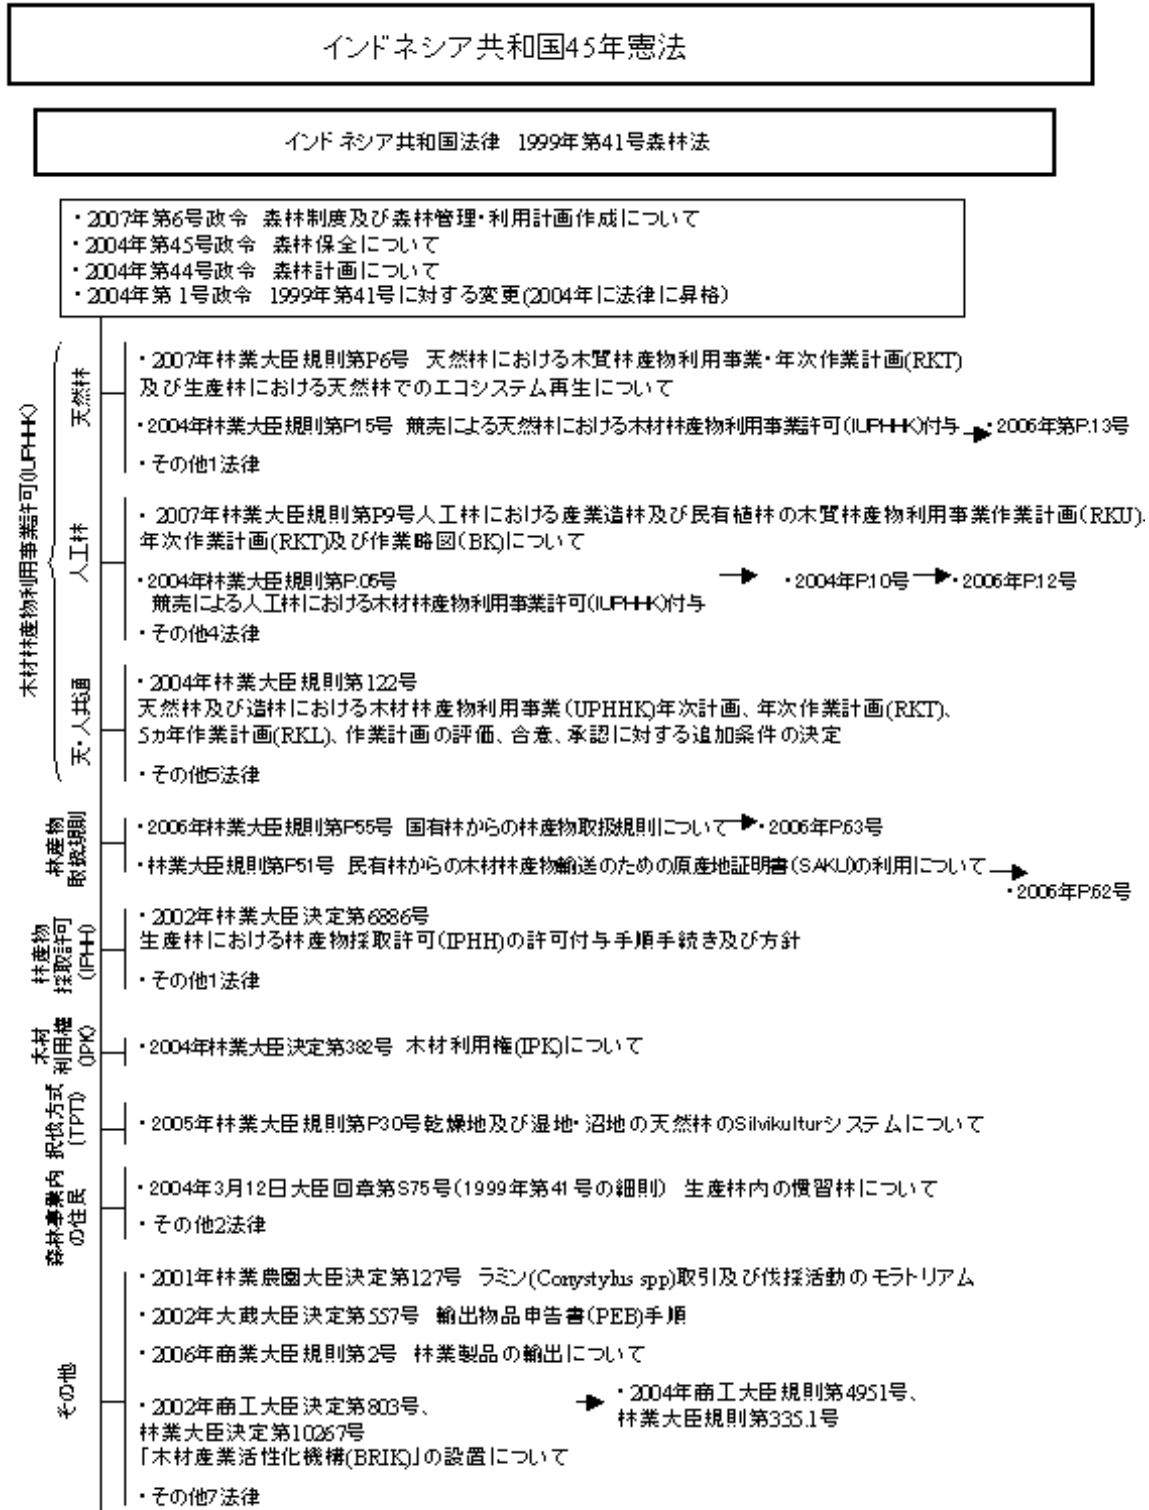 インドネシア共和国45年憲法
インドネシア共和国法律 1999年第41号森林法
・2007年第6号政令 森林制度及び森林管理・利用計画作成について
・2004年第45号政令 森林保全について
・2004年第44号政令 森林計画について
・2004年第1号政令 1999年第41号に対する変更(2004年に法律に昇格)
木材林産物利用事業許可(IUPHHK)
天然林
・2007年林業大臣規則第P6号 天然林における木質林産物利用事業・年次作業計画(RKT)
及び生産林における天然林でのエコシステム再生について
・2004年林業大臣規則第P15号 競売による天然林における木材林産物利用事業許可(IUPHHK)付与 → ・2006年第P.13号
・その他1法律
人工林
・2007年林業大臣規則第P9号人工林における産業造林及び民有植林の木質林産物利用事業作業計画(RKU)、
年次作業計画(RKT)及び作業略図(BK)について
・2004年林業大臣規則第P.05号 → ・2004年P.10号 → ・2006年P.12号
競売による人工林における木材林産物利用事業許可(IUPHHK)付与
・その他4法律
天・人共通
・2004年林業大臣規則第122号
天然林及び造林における木材林産物利用事業(UPHHK)年次計画、年次作業計画(RKT)、
5カ年作業計画(RKL)、作業計画の評価、合意、承認に対する追加条件の決定
・その他5法律
林産物
取扱規則
・2006年林業大臣規則第P55号 国有林からの林産物取扱規則について → ・2006年P.63号
・林業大臣規則第P51号 民有林からの木材林産物輸送のための原産地証明書(SAKU)の利用について →
・2006年P.62号
林産物
採取許可
(IPHH)
・2002年林業大臣決定第6886号
生産林における林産物採取許可(IPHH)の許可付与手順手続き及び方針
・その他1法律
木材
利用権
(IPK)
・2004年林業大臣決定第382号 木材利用権(IPK)について
択伐方式
(TPTI)
・2005年林業大臣規則第P30号乾燥地及び湿地・沼地の天然林のSilvikulturシステムについて
森林事業内
の住民
・2004年3月12日大臣回章第S75号(1999年第41号の細則) 生産林内の慣習林について
・その他2法律
その他
・2001年林業農園大臣決定第127号 ラミン(Gonystylus spp)取引及び伐採活動のモラトリアム
・2002年大蔵大臣決定第557号 輸出物品申告書(PEB)手順
・2006年商業大臣規則第2号 林業製品の輸出について
・2002年商工大臣決定第803号、 → ・2004年商工大臣規則第4951号、
林業大臣決定第10267号 林業大臣規則第335.1号
「木材産業活性化機構(BRIK)」の設置について
・その他7法律